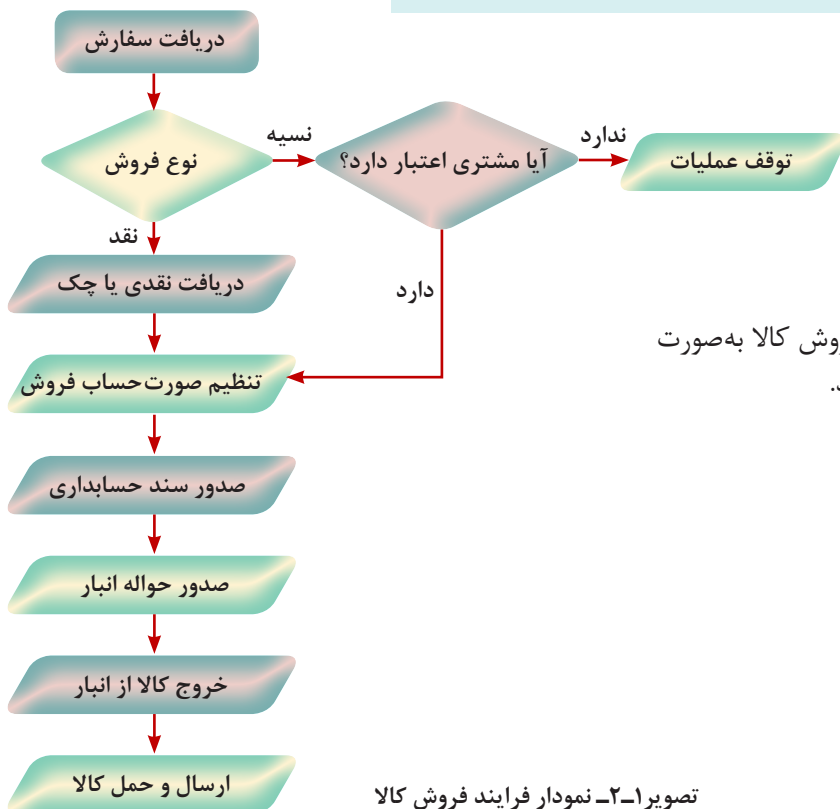 دریافت سفارش
نوع فروش
نسیه
آیا مشتری اعتبار دارد؟
ندارد
توقف عملیات
نقد
دارد
دریافت نقدی یا چک
تنظیم صورت‌حساب فروش
صدور سند حسابداری
صدور حواله انبار
خروج کالا از انبار
ارسال و حمل کالا
کالا به‌صورت
تصویر۱ـ۲ـ نمودار فرایند فروش کالا